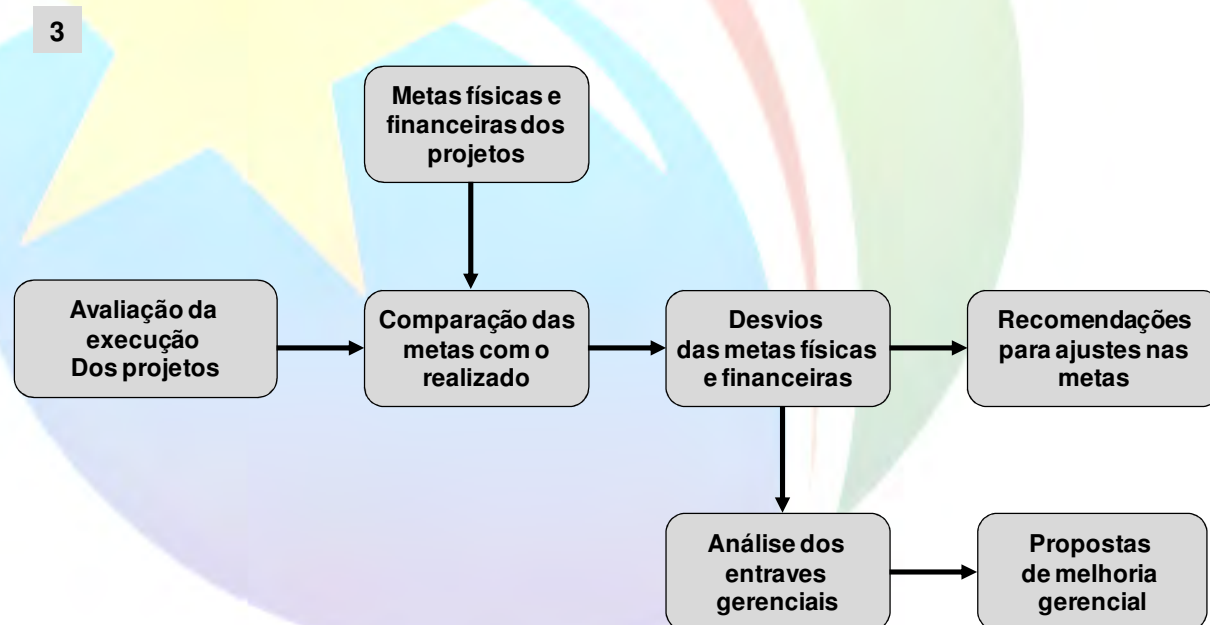 3
Metas físicas e
financeiras dos
projetos
Avaliação da
execução
Dos projetos
Comparação das
metas com o
realizado
Desvios
das metas físicas
e financeiras
Recomendações
para ajustes nas
metas
Análise dos
entraves
gerenciais
Propostas
de melhoria
gerencial